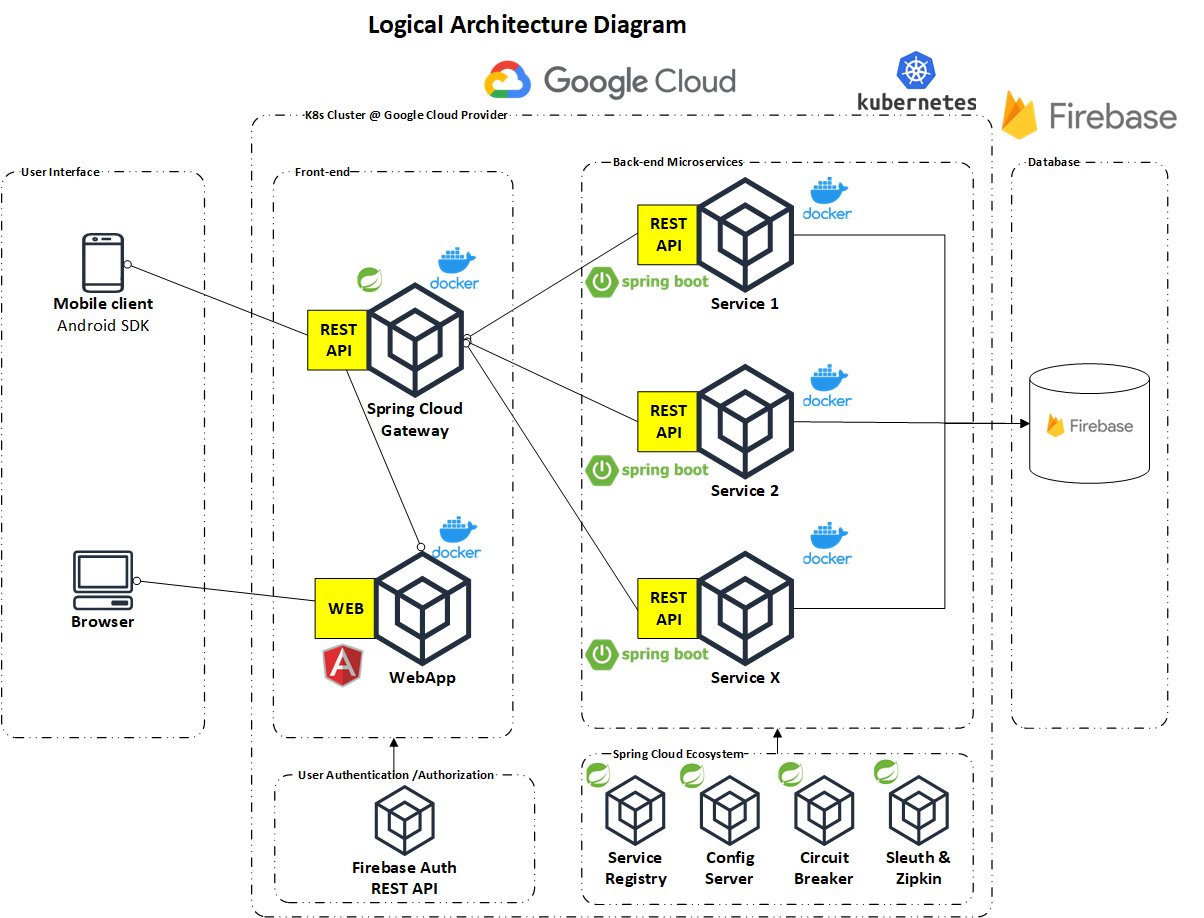 Logical Architecture Diagram
Google Cloud
kubernetes
Firebase
K8s Cluster @ Google Cloud Provider
User Interface
Front-end
Back-end Microservices
Database
Mobile client
Android SDK
Browser
docker
REST
API
Spring Cloud
Gateway
docker
WEB
WebApp
REST
API
docker
spring boot
Service 1
REST
API
docker
spring boot
Service 2
REST
API
docker
spring boot
Service X
Firebase
User Authentication /Authorization
Firebase Auth
REST API
Spring Cloud Ecosystem
Service
Registry
Config
Server
Circuit
Breaker
Sleuth &
Zipkin